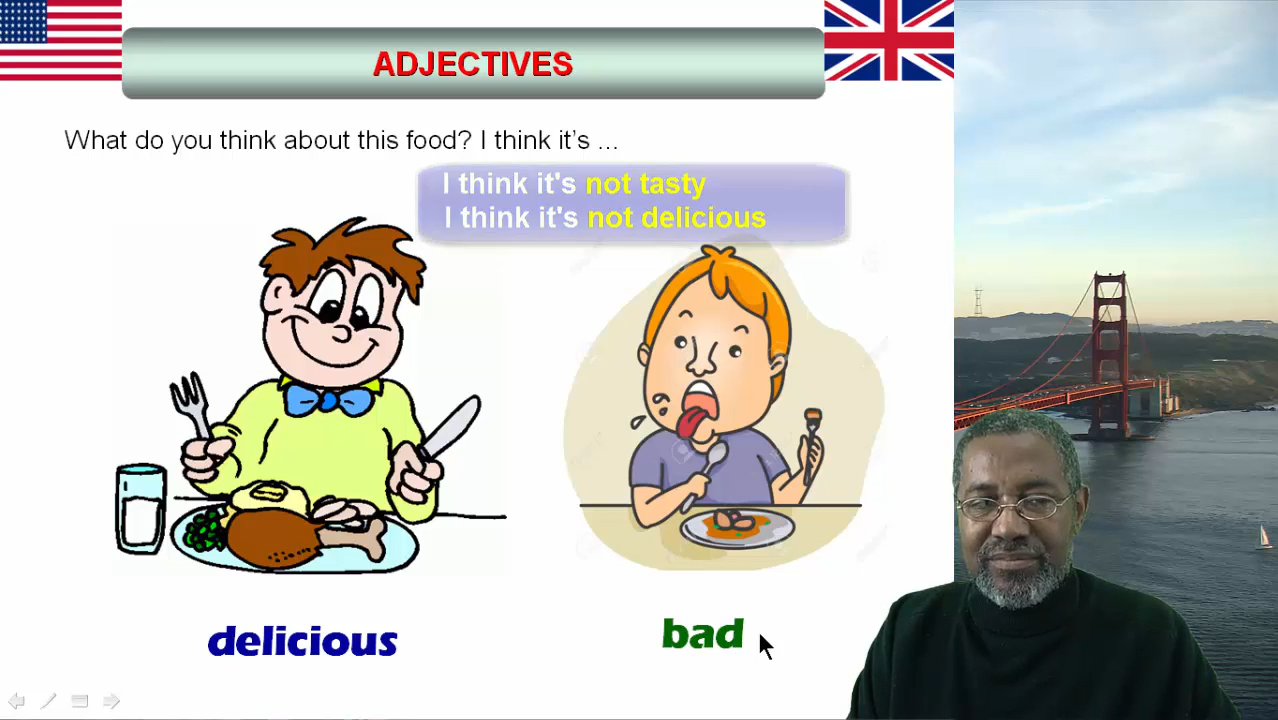 ADJECTIVES
What do you think about this food? I think it's ...
I think it's not tasty
I think it's not delicious
delicious
bad